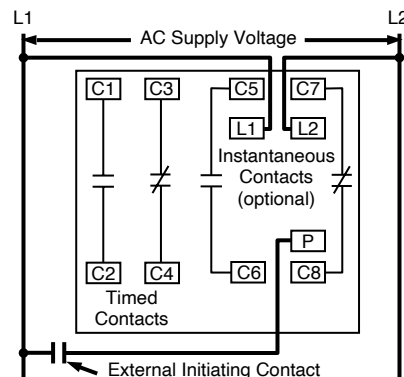 L1 L2
AC Supply Voltage
C1 C3 C5 C7
L1 L2
Instantaneous
Contacts
(optional)
P
C2 C4 C6 C8
Timed
Contacts
External Initiating Contact